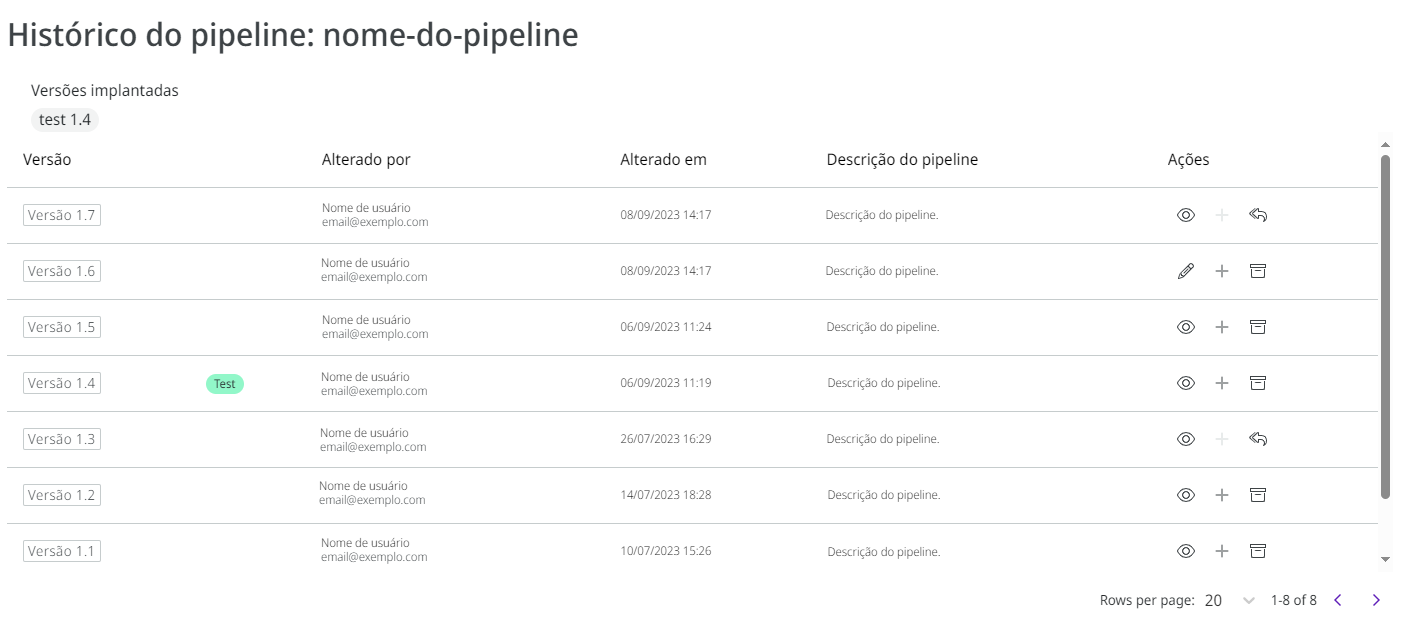 Histórico do pipeline: nome-do-pipeline
Versões implantadas
test 1.4
Versão Alterado por Alterado em Descrição do pipeline Ações
Versão 1.7 Nome de usuário 08/09/2023 14:17 Descrição do pipeline.
email@exemplo.com
Versão 1.6 Nome de usuário 08/09/2023 14:17 Descrição do pipeline.
email@exemplo.com
Versão 1.5 Nome de usuário 06/09/2023 11:24 Descrição do pipeline.
email@exemplo.com
Versão 1.4 Test Nome de usuário 06/09/2023 11:19 Descrição do pipeline.
email@exemplo.com
Versão 1.3 Nome de usuário 26/07/2023 16:29 Descrição do pipeline.
email@exemplo.com
Versão 1.2 Nome de usuário 14/07/2023 18:28 Descrição do pipeline.
email@exemplo.com
Versão 1.1 Nome de usuário 10/07/2023 15:26 Descrição do pipeline.
email@exemplo.com
Rows per page: 20 1-8 of 8